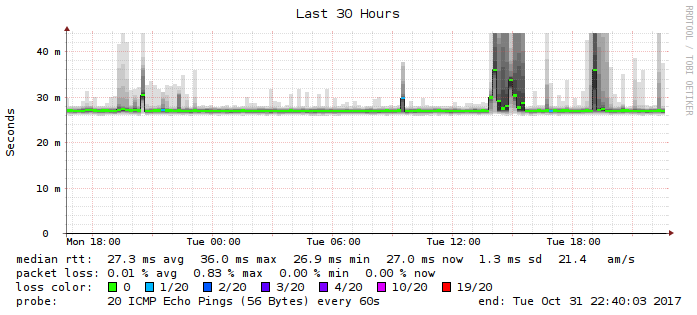 Last 30 Hours
RRDTOOL / TOBI OETIKER
Seconds
40 m
30 m
20 m
10 m
0
Mon 18:00 Tue 00:00 Tue 06:00 Tue 12:00 Tue 18:00
median rtt: 27.3 ms avg 36.0 ms max 26.9 ms min 27.0 ms now 1.3 ms sd 21.4 am/s
packet loss: 0.01 % avg 0.83 % max 0.00 % min 0.00 % now
loss color: 0 1/20 2/20 3/20 4/20 10/20 19/20
probe: 20 ICMP Echo Pings (56 Bytes) every 60s end: Tue Oct 31 22:40:03 2017